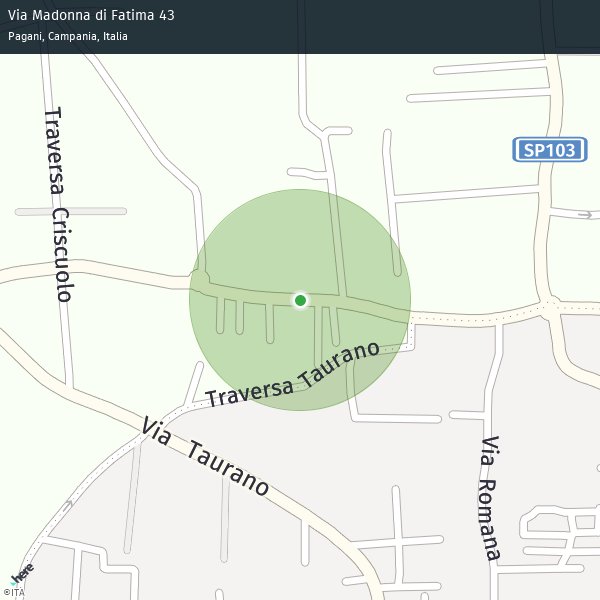 Via Madonna di Fatima 43
Pagani, Campania, Italia
SP103
Traversa Criscuolo
Traversa Taurano
Via Taurano
Via Romana
here
©ITA